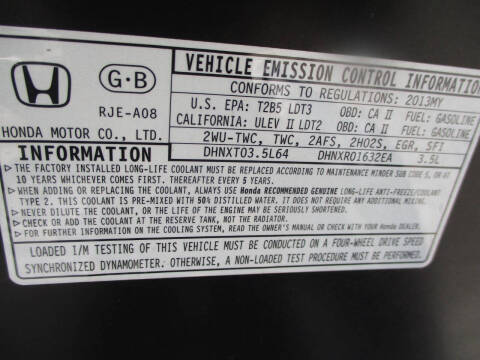 VEHICLE EMISSION CONTROL INFORMATION
G·B
CONFORMS TO REGULATIONS: 2013MY
RJE-A08
U.S. EPA: T2B5 LDT3 OBD: CA II FUEL: GASOLINE
CALIFORNIA: ULEV II LDT2 OBD: CA II FUEL: GASOLINE
HONDA MOTOR CO., LTD.
2WU-TWC, TWC, 2AFS, 2HO2S, EGR, SFI
INFORMATION
DHNXT03.5L64 DHNXR01632EA 3.5L
THE FACTORY INSTALLED LONG-LIFE COOLANT MUST BE REPLACED ACCORDING TO MAINTENANCE MINDER SUB CODE 5, OR AT
10 YEARS WHICHEVER COMES FIRST. THEREAFTER EVERY 5 YEARS.
WHEN ADDING OR REPLACING THE COOLANT, ALWAYS USE Honda RECOMMENDED GENUINE LONG-LIFE ANTI-FREEZE/COOLANT
TYPE 2. THIS COOLANT IS PRE-MIXED WITH 50% DISTILLED WATER. IT DOES NOT REQUIRE ANY ADDITIONAL MIXING.
NEVER DILUTE THE COOLANT, OR THE LIFE OF THE ENGINE MAY BE SERIOUSLY SHORTENED.
CHECK OR ADD THE COOLANT AT THE RESERVE TANK, NOT THE RADIATOR.
FOR FURTHER INFORMATION ON THE COOLING SYSTEM, READ THE OWNER'S MANUAL OR CHECK WITH YOUR Honda DEALER.
LOADED I/M TESTING OF THIS VEHICLE MUST BE CONDUCTED ON A FOUR-WHEEL DRIVE SPEED
SYNCHRONIZED DYNAMOMETER. OTHERWISE, A NON-LOADED TEST PROCEDURE MUST BE USED.